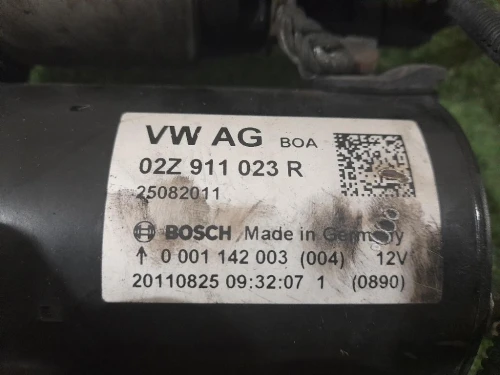 VW AG BOA
02Z 911 023 R
25082011
BOSCH Made in Germany
↑ 0 001 142 003 (004) 12V
20110825 09:32:07 1 (0890)